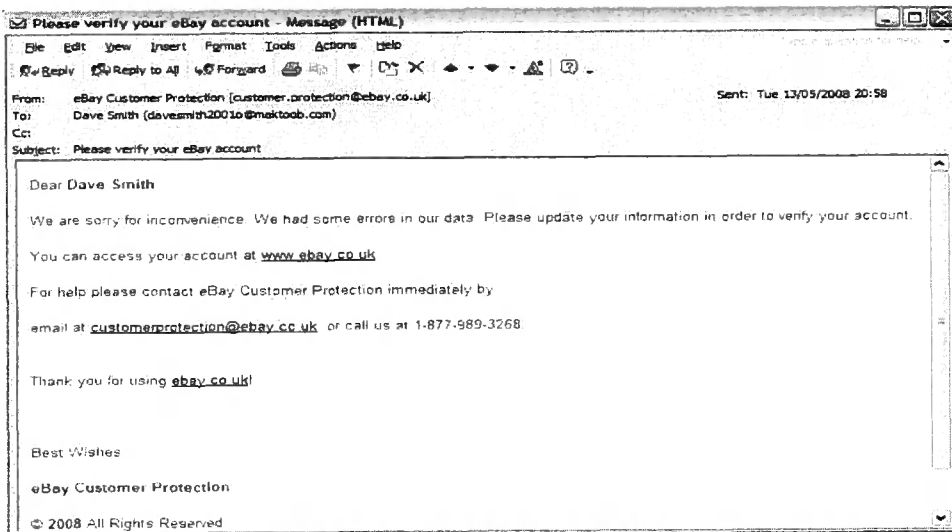 Please verify your eBay account - Message (HTML)
File Edit View Insert Format Tools Actions Help
Reply Reply to All Forward
From: eBay Customer Protection [customer.protection@ebay.co.uk] Sent: Tue 13/05/2008 20:58
To: Dave Smith (davesmith2001o@maktoob.com)
Cc:
Subject: Please verify your eBay account
Dear Dave Smith
We are sorry for inconvenience. We had some errors in our data. Please update your information in order to verify your account.
You can access your account at www.ebay.co.uk
For help please contact eBay Customer Protection immediately by
email at customerprotection@ebay.co.uk or call us at 1-877-989-3268.
Thank you for using ebay.co.uk!
Best Wishes
eBay Customer Protection
© 2008 All Rights Reserved